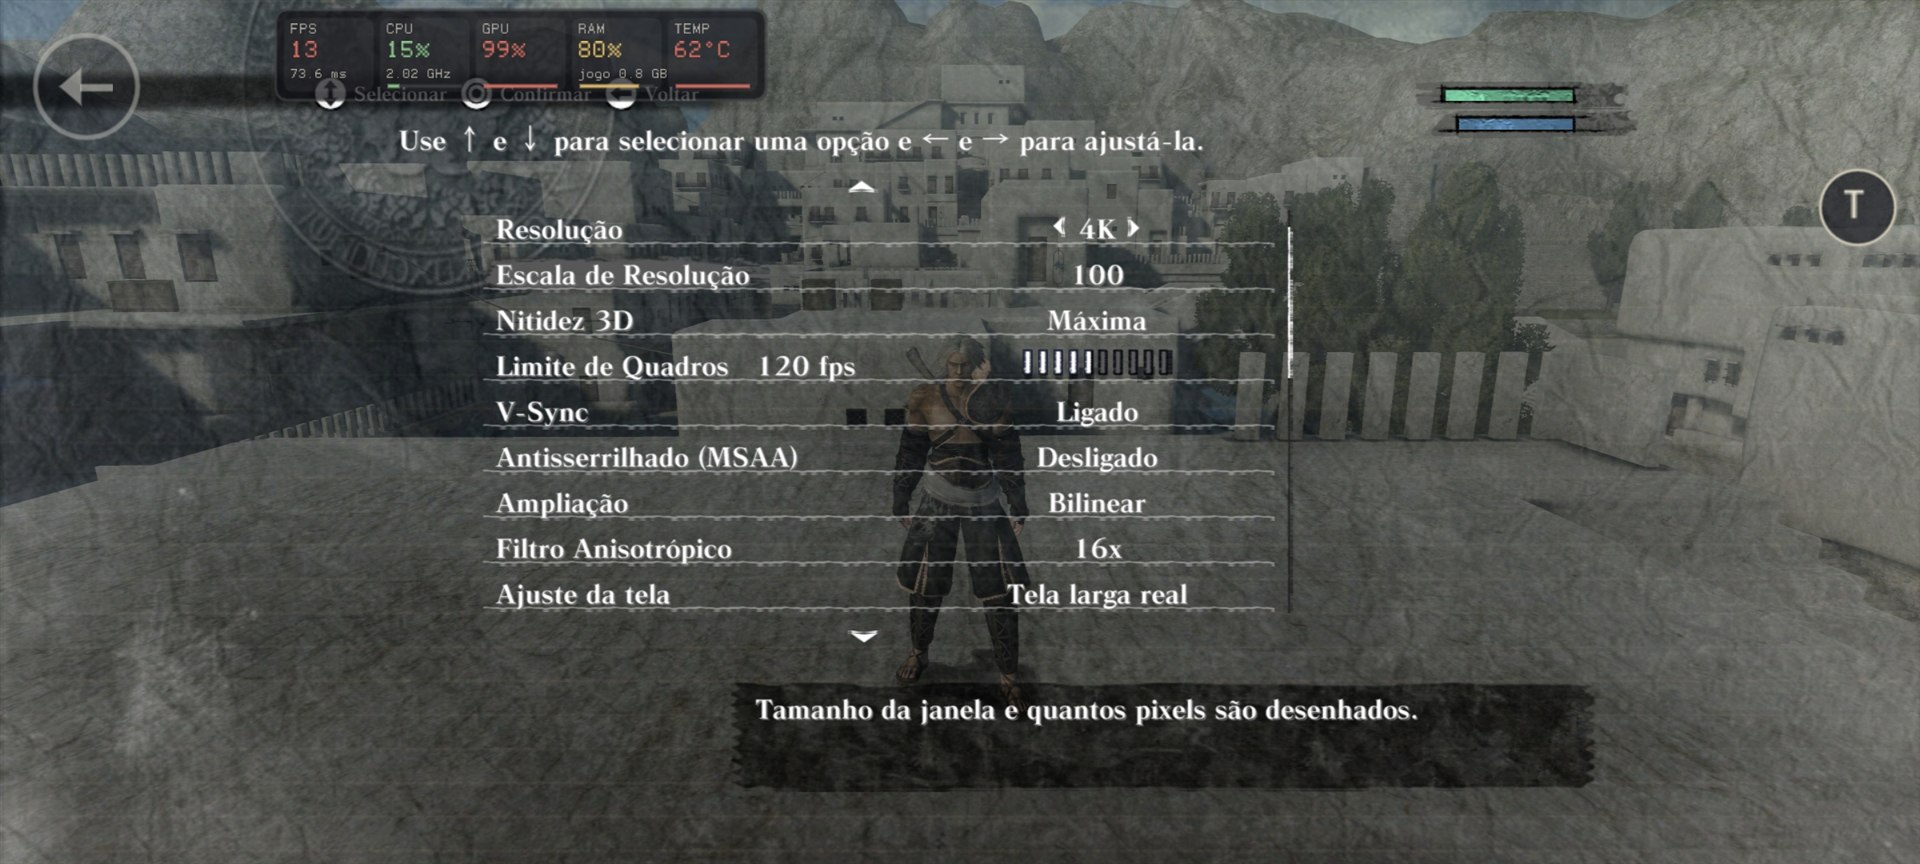 FPS CPU GPU RAM TEMP
13 15% 99% 80% 62°C
73.6 ms 2.02 GHz jogo 0.8 GB
Selecionar Confirmar Voltar
Use ↑ e ↓ para selecionar uma opção e ← e → para ajustá-la.
Resolução 4K
Escala de Resolução 100
Nitidez 3D Máxima
Limite de Quadros 120 fps
V-Sync Ligado
Antisserrilhado (MSAA) Desligado
Ampliação Bilinear
Filtro Anisotrópico 16x
Ajuste da tela Tela larga real
T
Tamanho da janela e quantos pixels são desenhados.